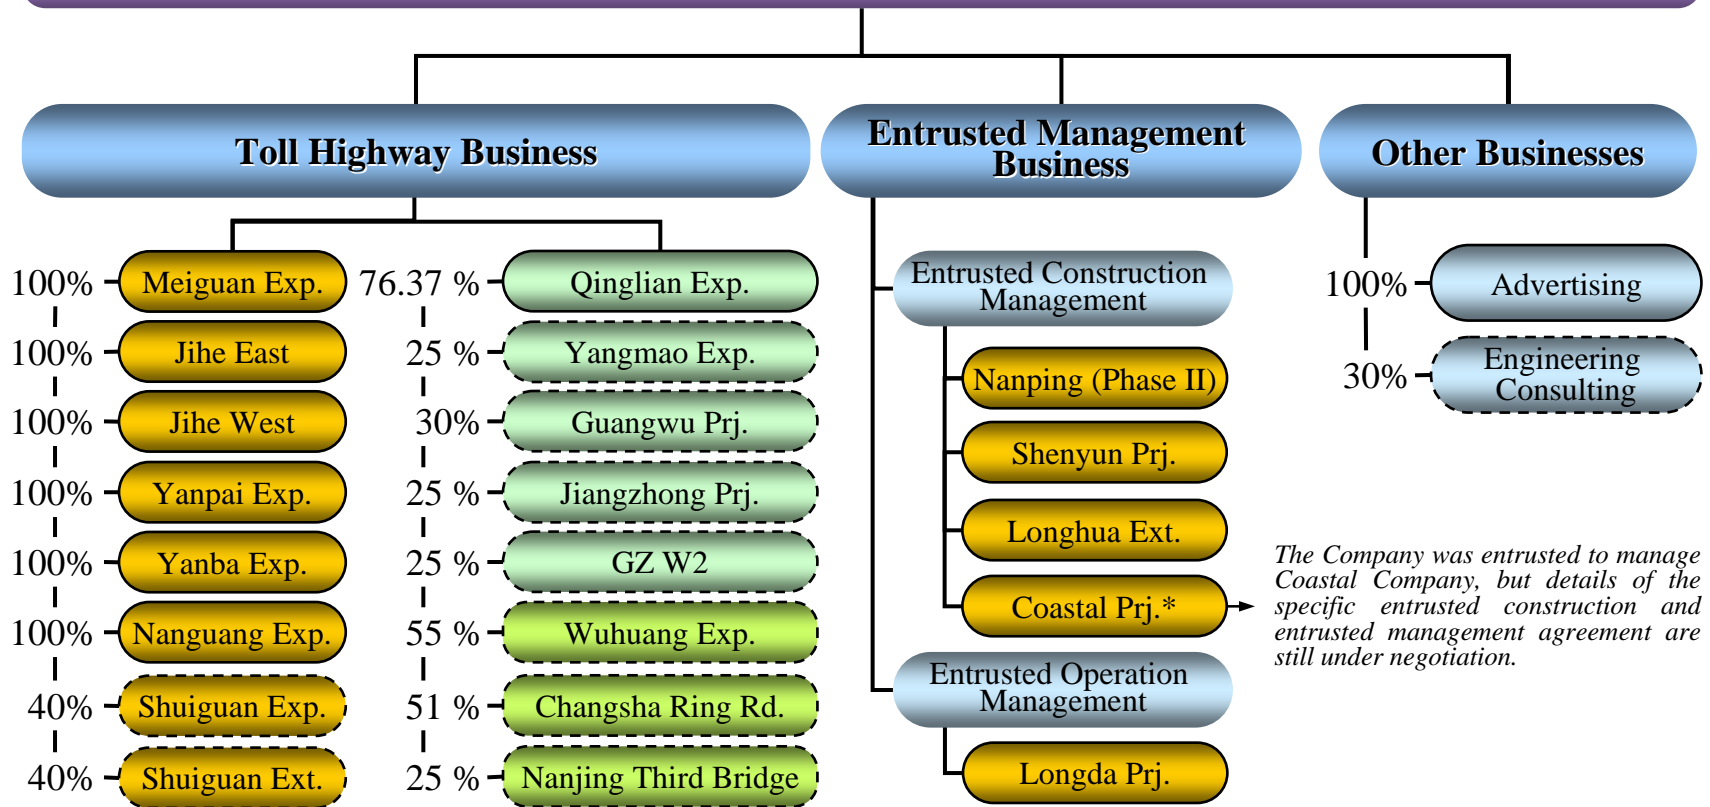 Toll Highway Business
Entrusted Management
Business
Other Businesses
100% Meiguan Exp.
100% Jihe East
100% Jihe West
100% Yanpai Exp.
100% Yanba Exp.
100% Nanguang Exp.
40% Shuiguan Exp.
40% Shuiguan Ext.
76.37 % Qinglian Exp.
25 % Yangmao Exp.
30% Guangwu Prj.
25 % Jiangzhong Prj.
25 % GZ W2
55 % Wuhuang Exp.
51 % Changsha Ring Rd.
25 % Nanjing Third Bridge
Entrusted Construction
Management
Nanping (Phase II)
Shenyun Prj.
Longhua Ext.
Coastal Prj.*
The Company was entrusted to manage
Coastal Company, but details of the
specific entrusted construction and
entrusted management agreement are
still under negotiation.
Entrusted Operation
Management
Longda Prj.
100% Advertising
30% Engineering
Consulting